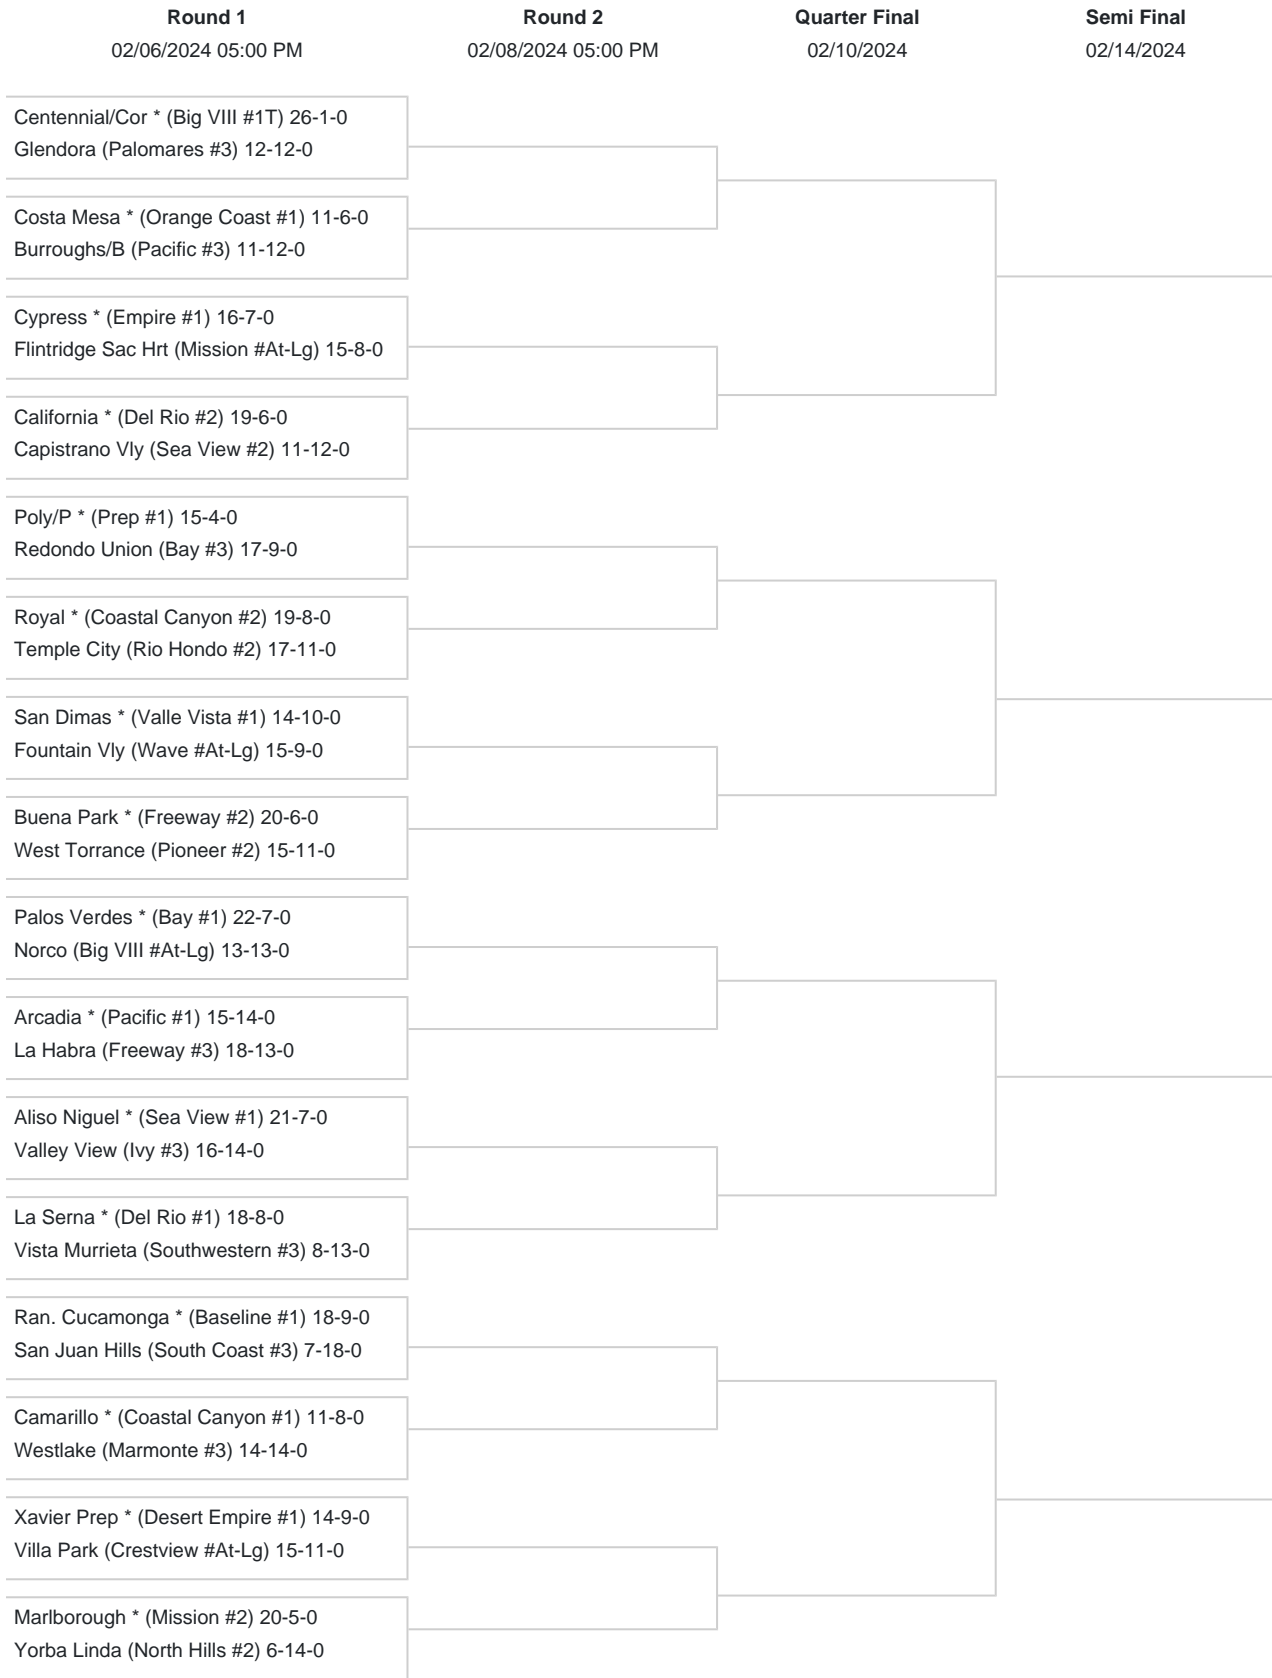 Round 1 Round 2 Quarter Final Semi Final
02/06/2024 05:00 PM 02/08/2024 05:00 PM 02/10/2024 02/14/2024
Centennial/Cor * (Big VIII #1T) 26-1-0
Glendora (Palomares #3) 12-12-0
Costa Mesa * (Orange Coast #1) 11-6-0
Burroughs/B (Pacific #3) 11-12-0
Cypress * (Empire #1) 16-7-0
Flintridge Sac Hrt (Mission #At-Lg) 15-8-0
California * (Del Rio #2) 19-6-0
Capistrano Vly (Sea View #2) 11-12-0
Poly/P * (Prep #1) 15-4-0
Redondo Union (Bay #3) 17-9-0
Royal * (Coastal Canyon #2) 19-8-0
Temple City (Rio Hondo #2) 17-11-0
San Dimas * (Valle Vista #1) 14-10-0
Fountain Vly (Wave #At-Lg) 15-9-0
Buena Park * (Freeway #2) 20-6-0
West Torrance (Pioneer #2) 15-11-0
Palos Verdes * (Bay #1) 22-7-0
Norco (Big VIII #At-Lg) 13-13-0
Arcadia * (Pacific #1) 15-14-0
La Habra (Freeway #3) 18-13-0
Aliso Niguel * (Sea View #1) 21-7-0
Valley View (Ivy #3) 16-14-0
La Serna * (Del Rio #1) 18-8-0
Vista Murrieta (Southwestern #3) 8-13-0
Ran. Cucamonga * (Baseline #1) 18-9-0
San Juan Hills (South Coast #3) 7-18-0
Camarillo * (Coastal Canyon #1) 11-8-0
Westlake (Marmonte #3) 14-14-0
Xavier Prep * (Desert Empire #1) 14-9-0
Villa Park (Crestview #At-Lg) 15-11-0
Marlborough * (Mission #2) 20-5-0
Yorba Linda (North Hills #2) 6-14-0